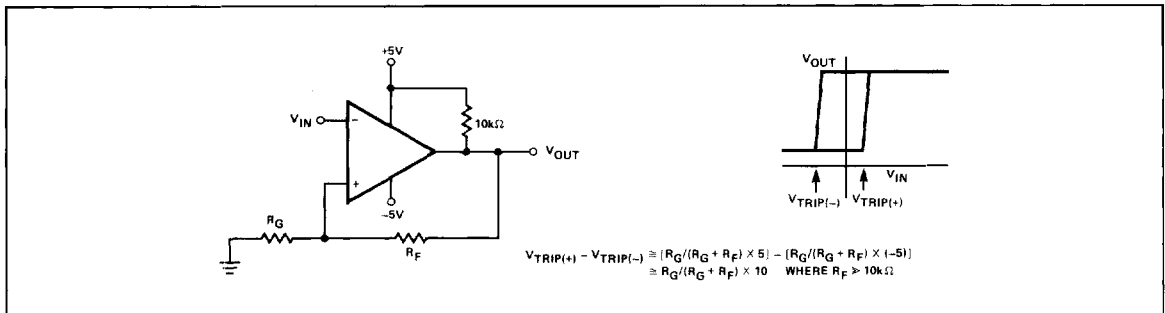 +5V
V_IN
−
+
10kΩ
V_OUT
−5V
R_G
R_F
V_OUT
V_IN
V_TRIP(−) V_TRIP(+)
V_TRIP(+) − V_TRIP(−) ≅ [R_G/(R_G + R_F) × 5] − [R_G/(R_G + R_F) × (−5)]
≅ R_G/(R_G + R_F) × 10 WHERE R_F > 10kΩ